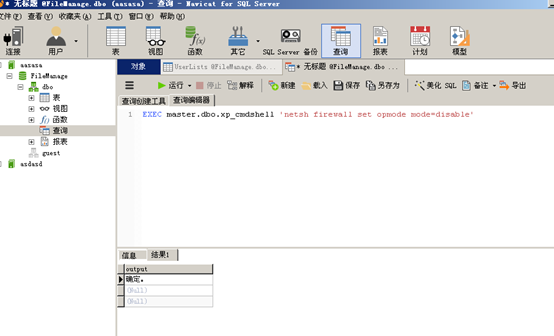 * 无标题 @FileManage.dbo (aasasa) - 查询 - Navicat for SQL Server
文件(F) 查看(V) 收藏夹(A) 工具(T) 窗口(W) 帮助(H)
连接 用户 表 视图 函数 其它 SQL Server 备份 查询 报表 计划 模型
aasasa
FileManage
dbo
表
视图
函数
查询
报表
guest
asdasd
对象 UserLists @FileManage.dbo (aasasa)... * 无标题 @FileManage.dbo ...
运行 停止 解释 新建 载入 保存 另存为 美化 SQL 备注 导出
查询创建工具 查询编辑器
1 EXEC master.dbo.xp_cmdshell 'netsh firewall set opmode mode=disable'
信息 结果1
output
确定。
(Null)
(Null)